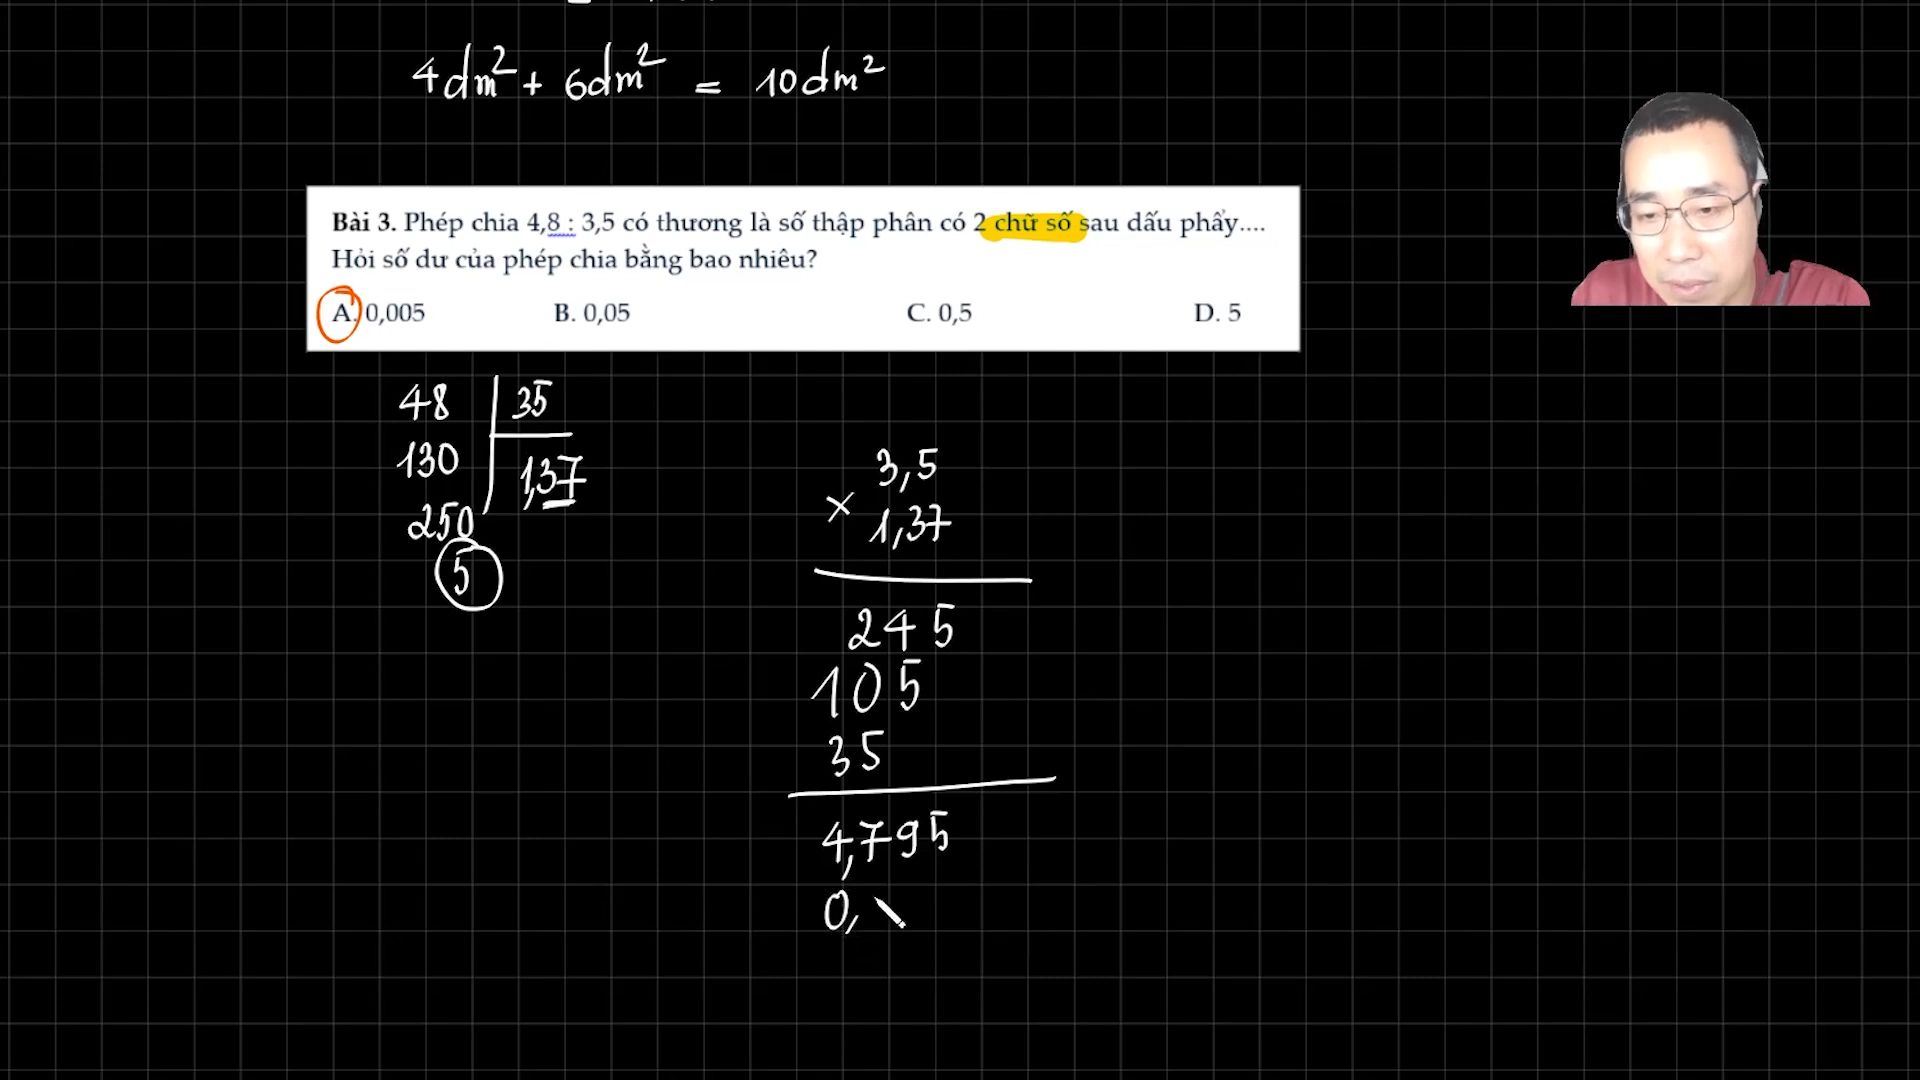 4dm² + 6dm² = 10dm²
Bài 3. Phép chia 4,8 : 3,5 có thương là số thập phân có 2 chữ số sau dấu phẩy....
Hỏi số dư của phép chia bằng bao nhiêu?
A. 0,005 B. 0,05 C. 0,5 D. 5
48 35
130 1,37
250
5
3,5
× 1,37
245
105
35
4,795
0,